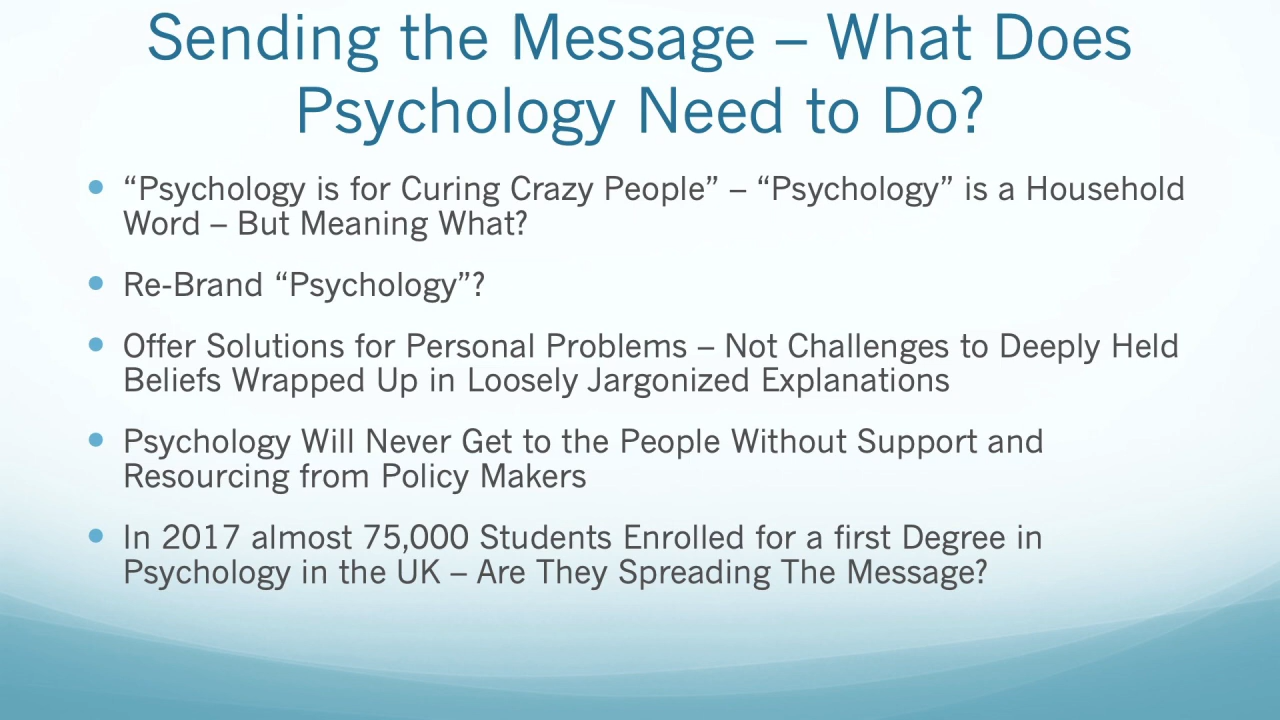 Sending the Message – What Does
Psychology Need to Do?
“Psychology is for Curing Crazy People” – “Psychology” is a Household
Word – But Meaning What?
Re-Brand “Psychology”?
Offer Solutions for Personal Problems – Not Challenges to Deeply Held
Beliefs Wrapped Up in Loosely Jargonized Explanations
Psychology Will Never Get to the People Without Support and
Resourcing from Policy Makers
In 2017 almost 75,000 Students Enrolled for a first Degree in
Psychology in the UK – Are They Spreading The Message?